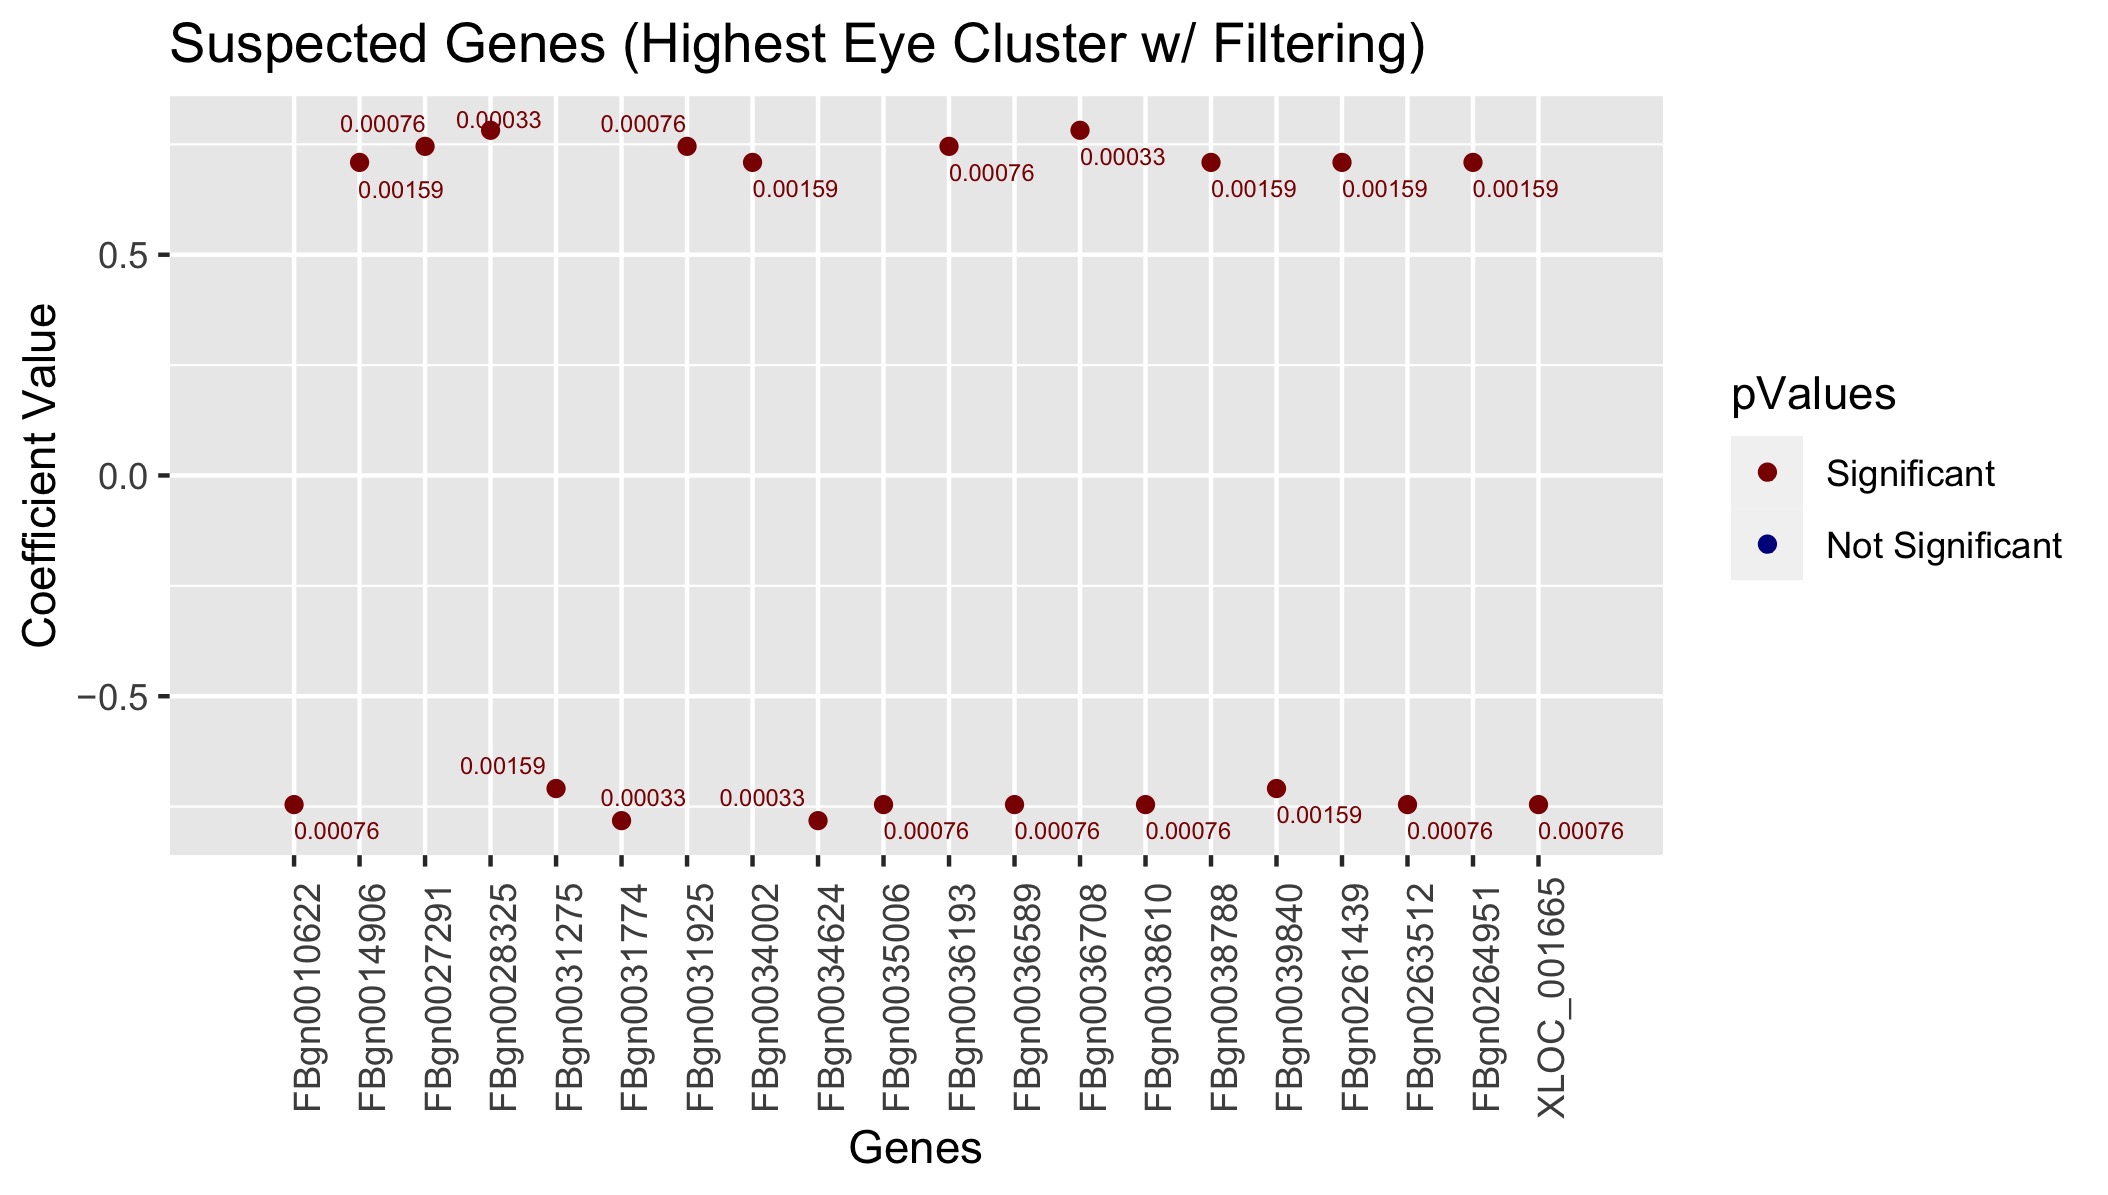 Suspected Genes (Highest Eye Cluster w/ Filtering)
0.00076
0.00033
0.00076
0.00159
0.00159
0.00076
0.00033
0.00159
0.00159
0.00159
0.5
0.0
−0.5
Coefficient Value
0.00159
0.00033
0.00033
0.00076
0.00076
0.00076
0.00076
0.00159
0.00076
0.00076
FBgn0010622
FBgn0014906
FBgn0027291
FBgn0028325
FBgn0031275
FBgn0031774
FBgn0031925
FBgn0034002
FBgn0034624
FBgn0035006
FBgn0036193
FBgn0036589
FBgn0036708
FBgn0038610
FBgn0038788
FBgn0039840
FBgn0261439
FBgn0263512
FBgn0264951
XLOC_001665
Genes
pValues
Significant
Not Significant